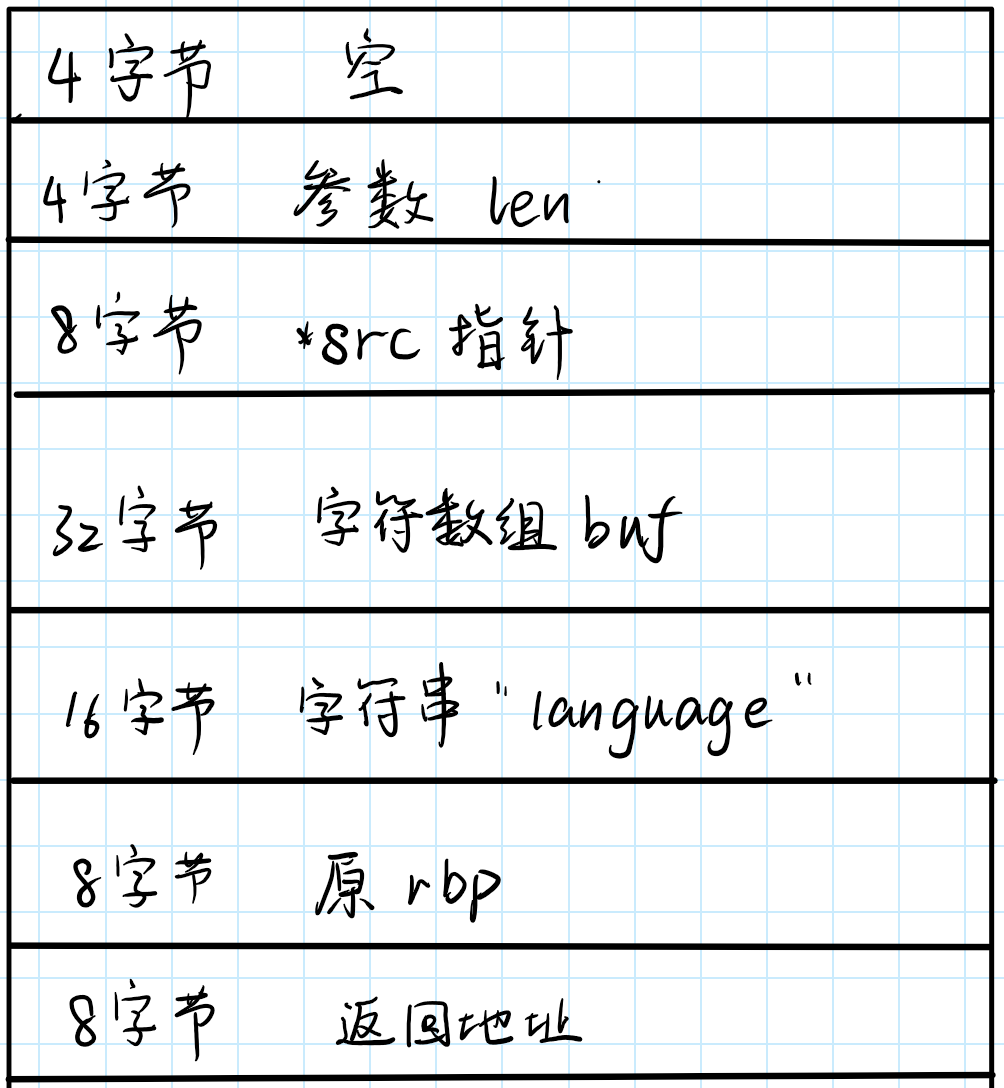 4字节 空
4字节 参数 len
8字节 *src 指针
32字节 字符数组 buf
16字节 字符串 "language"
8字节 原 rbp
8字节 返回地址